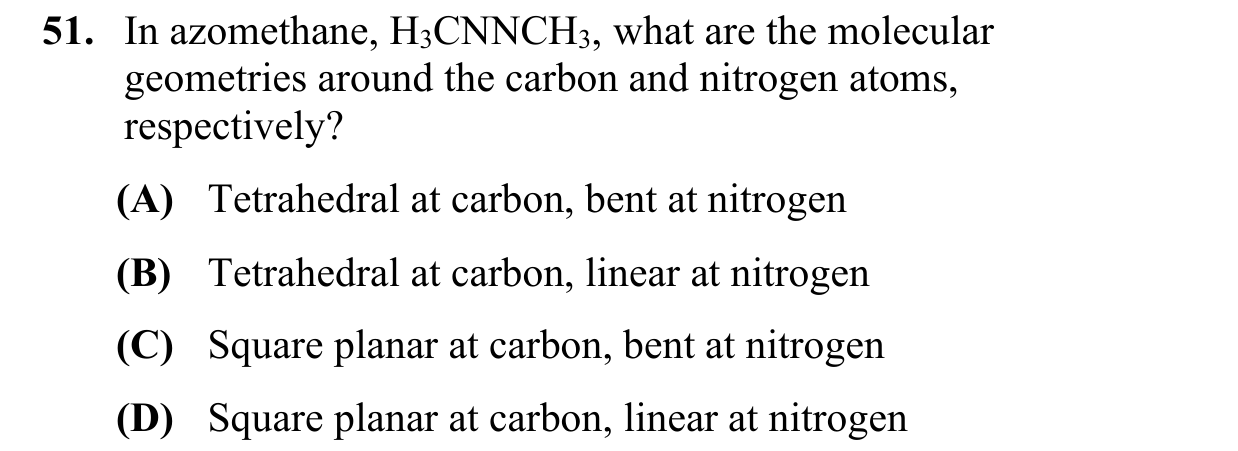 51. In azomethane, H₃CNNCH₃, what are the molecular
geometries around the carbon and nitrogen atoms,
respectively?
(A) Tetrahedral at carbon, bent at nitrogen
(B) Tetrahedral at carbon, linear at nitrogen
(C) Square planar at carbon, bent at nitrogen
(D) Square planar at carbon, linear at nitrogen